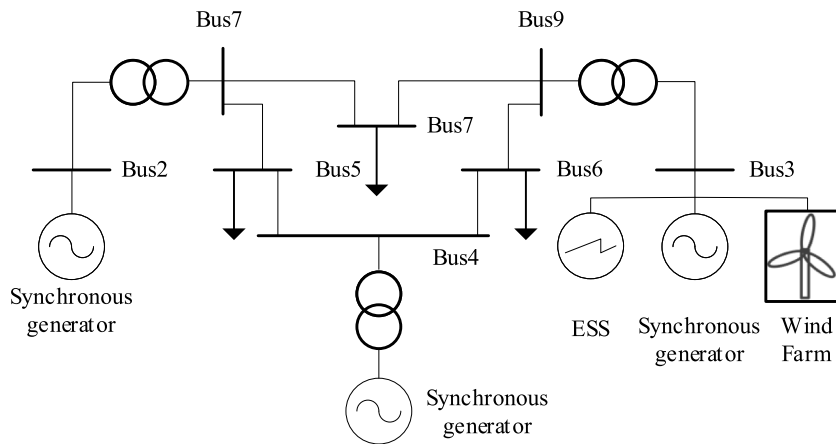 Bus7
Bus9
Bus7
Bus2
Bus5
Bus6
Bus3
Bus4
Synchronous
generator
ESS
Synchronous
generator
Wind
Farm
Synchronous
generator